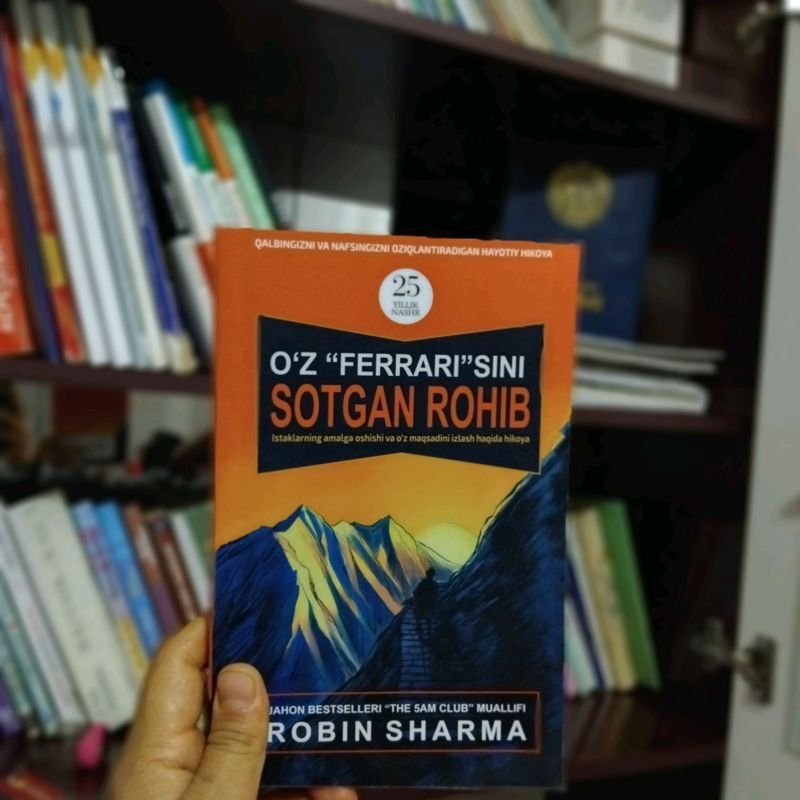 QALBINGIZNI VA NAFSINGIZNI OZIQLANTIRADIGAN HAYOTIY HIKOYA
25
YILLIK
NASHR
O‘Z “FERRARI”SINI
SOTGAN ROHIB
Istaklarning amalga oshishi va o‘z maqsadini izlash haqida hikoya
JAHON BESTSELLERI “THE 5AM CLUB” MUALLIFI
ROBIN SHARMA